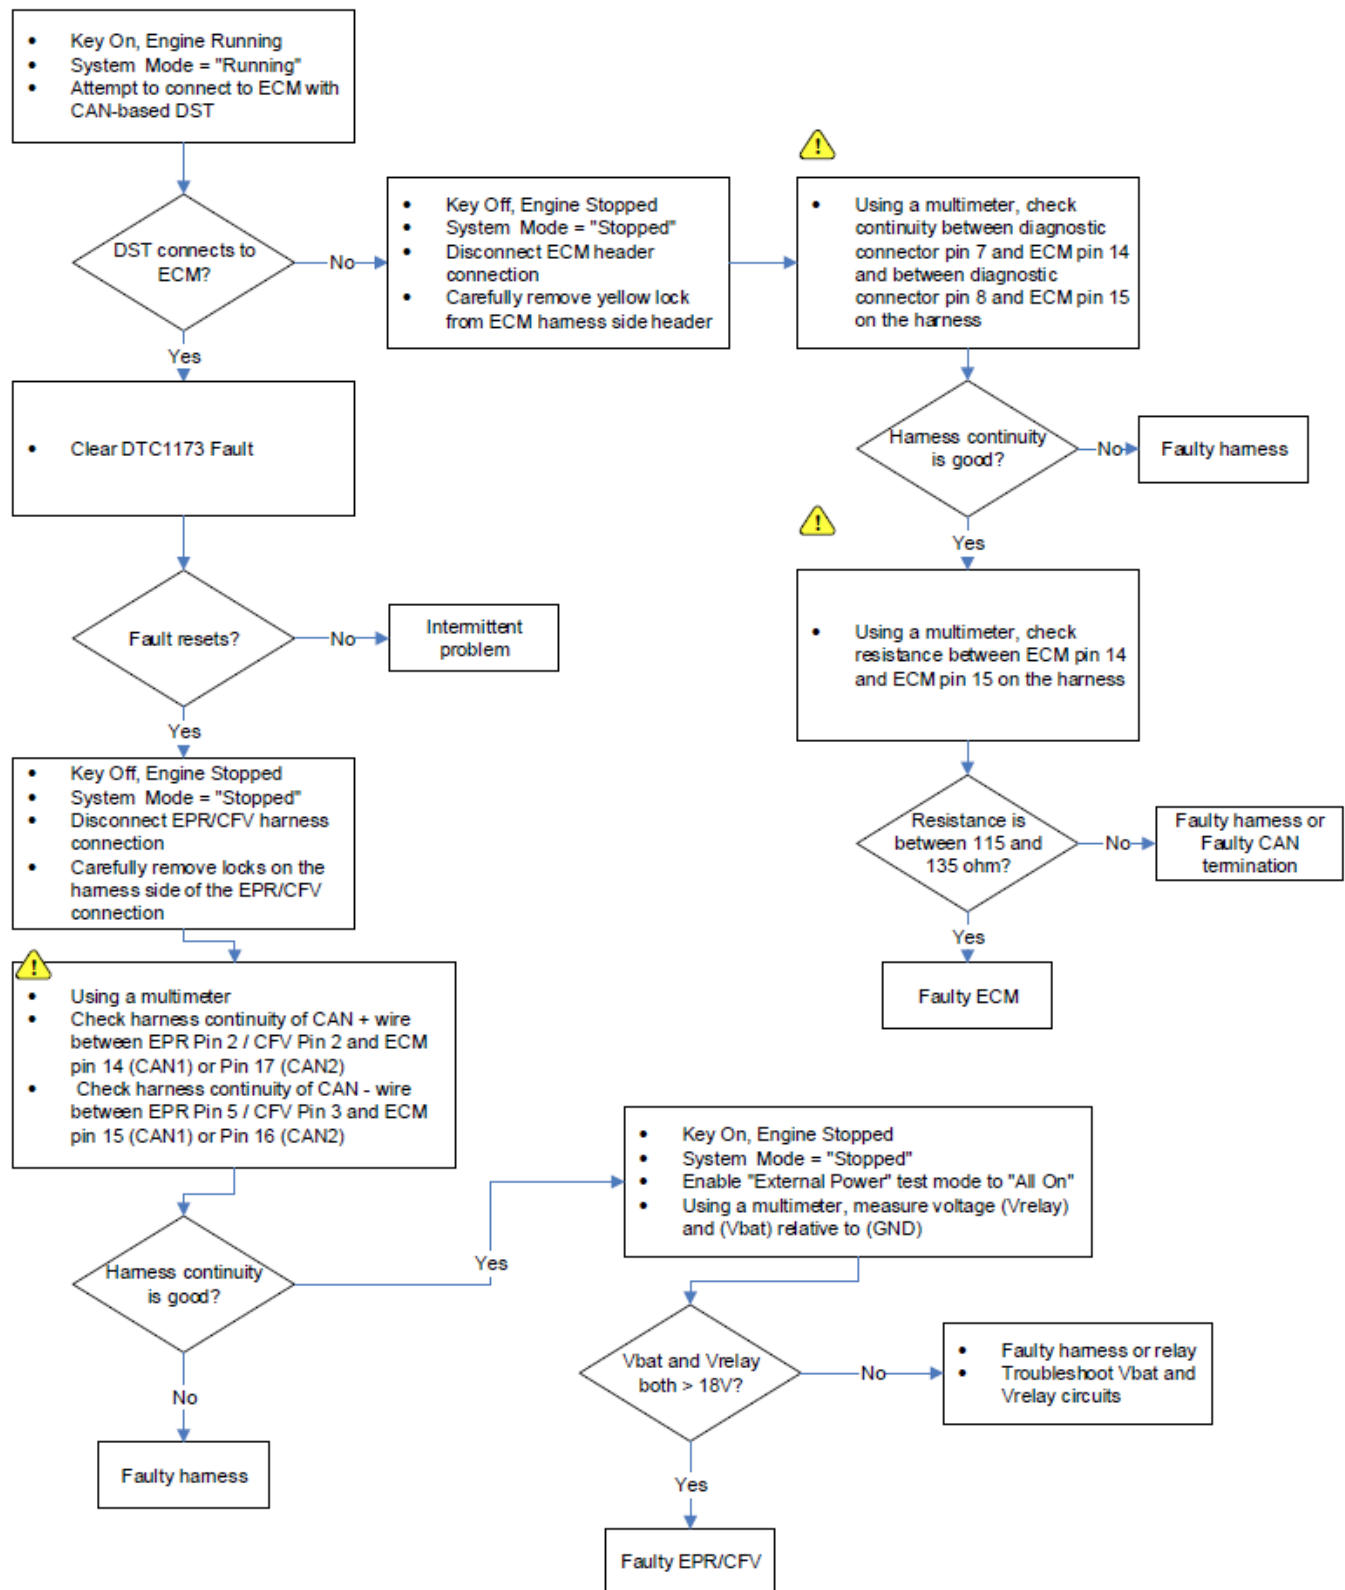 • Key On, Engine Running
• System Mode = "Running"
• Attempt to connect to ECM with
CAN-based DST
DST connects to
ECM?
No
• Key Off, Engine Stopped
• System Mode = "Stopped"
• Disconnect ECM header
connection
• Carefully remove yellow lock
from ECM harness side header
• Using a multimeter, check
continuity between diagnostic
connector pin 7 and ECM pin 14
and between diagnostic
connector pin 8 and ECM pin 15
on the harness
Yes
• Clear DTC1173 Fault
Harness continuity
is good?
No
Faulty harness
Yes
Fault resets?
No
Intermittent
problem
• Using a multimeter, check
resistance between ECM pin 14
and ECM pin 15 on the harness
Yes
• Key Off, Engine Stopped
• System Mode = "Stopped"
• Disconnect EPR/CFV harness
connection
• Carefully remove locks on the
harness side of the EPR/CFV
connection
Resistance is
between 115 and
135 ohm?
No
Faulty harness or
Faulty CAN
termination
Yes
Faulty ECM
• Using a multimeter
• Check harness continuity of CAN + wire
between EPR Pin 2 / CFV Pin 2 and ECM
pin 14 (CAN1) or Pin 17 (CAN2)
• Check harness continuity of CAN - wire
between EPR Pin 5 / CFV Pin 3 and ECM
pin 15 (CAN1) or Pin 16 (CAN2)
Harness continuity
is good?
Yes
• Key On, Engine Stopped
• System Mode = "Stopped"
• Enable "External Power" test mode to "All On"
• Using a multimeter, measure voltage (Vrelay)
and (Vbat) relative to (GND)
No
Faulty harness
Vbat and Vrelay
both > 18V?
No
• Faulty harness or relay
• Troubleshoot Vbat and
Vrelay circuits
Yes
Faulty EPR/CFV